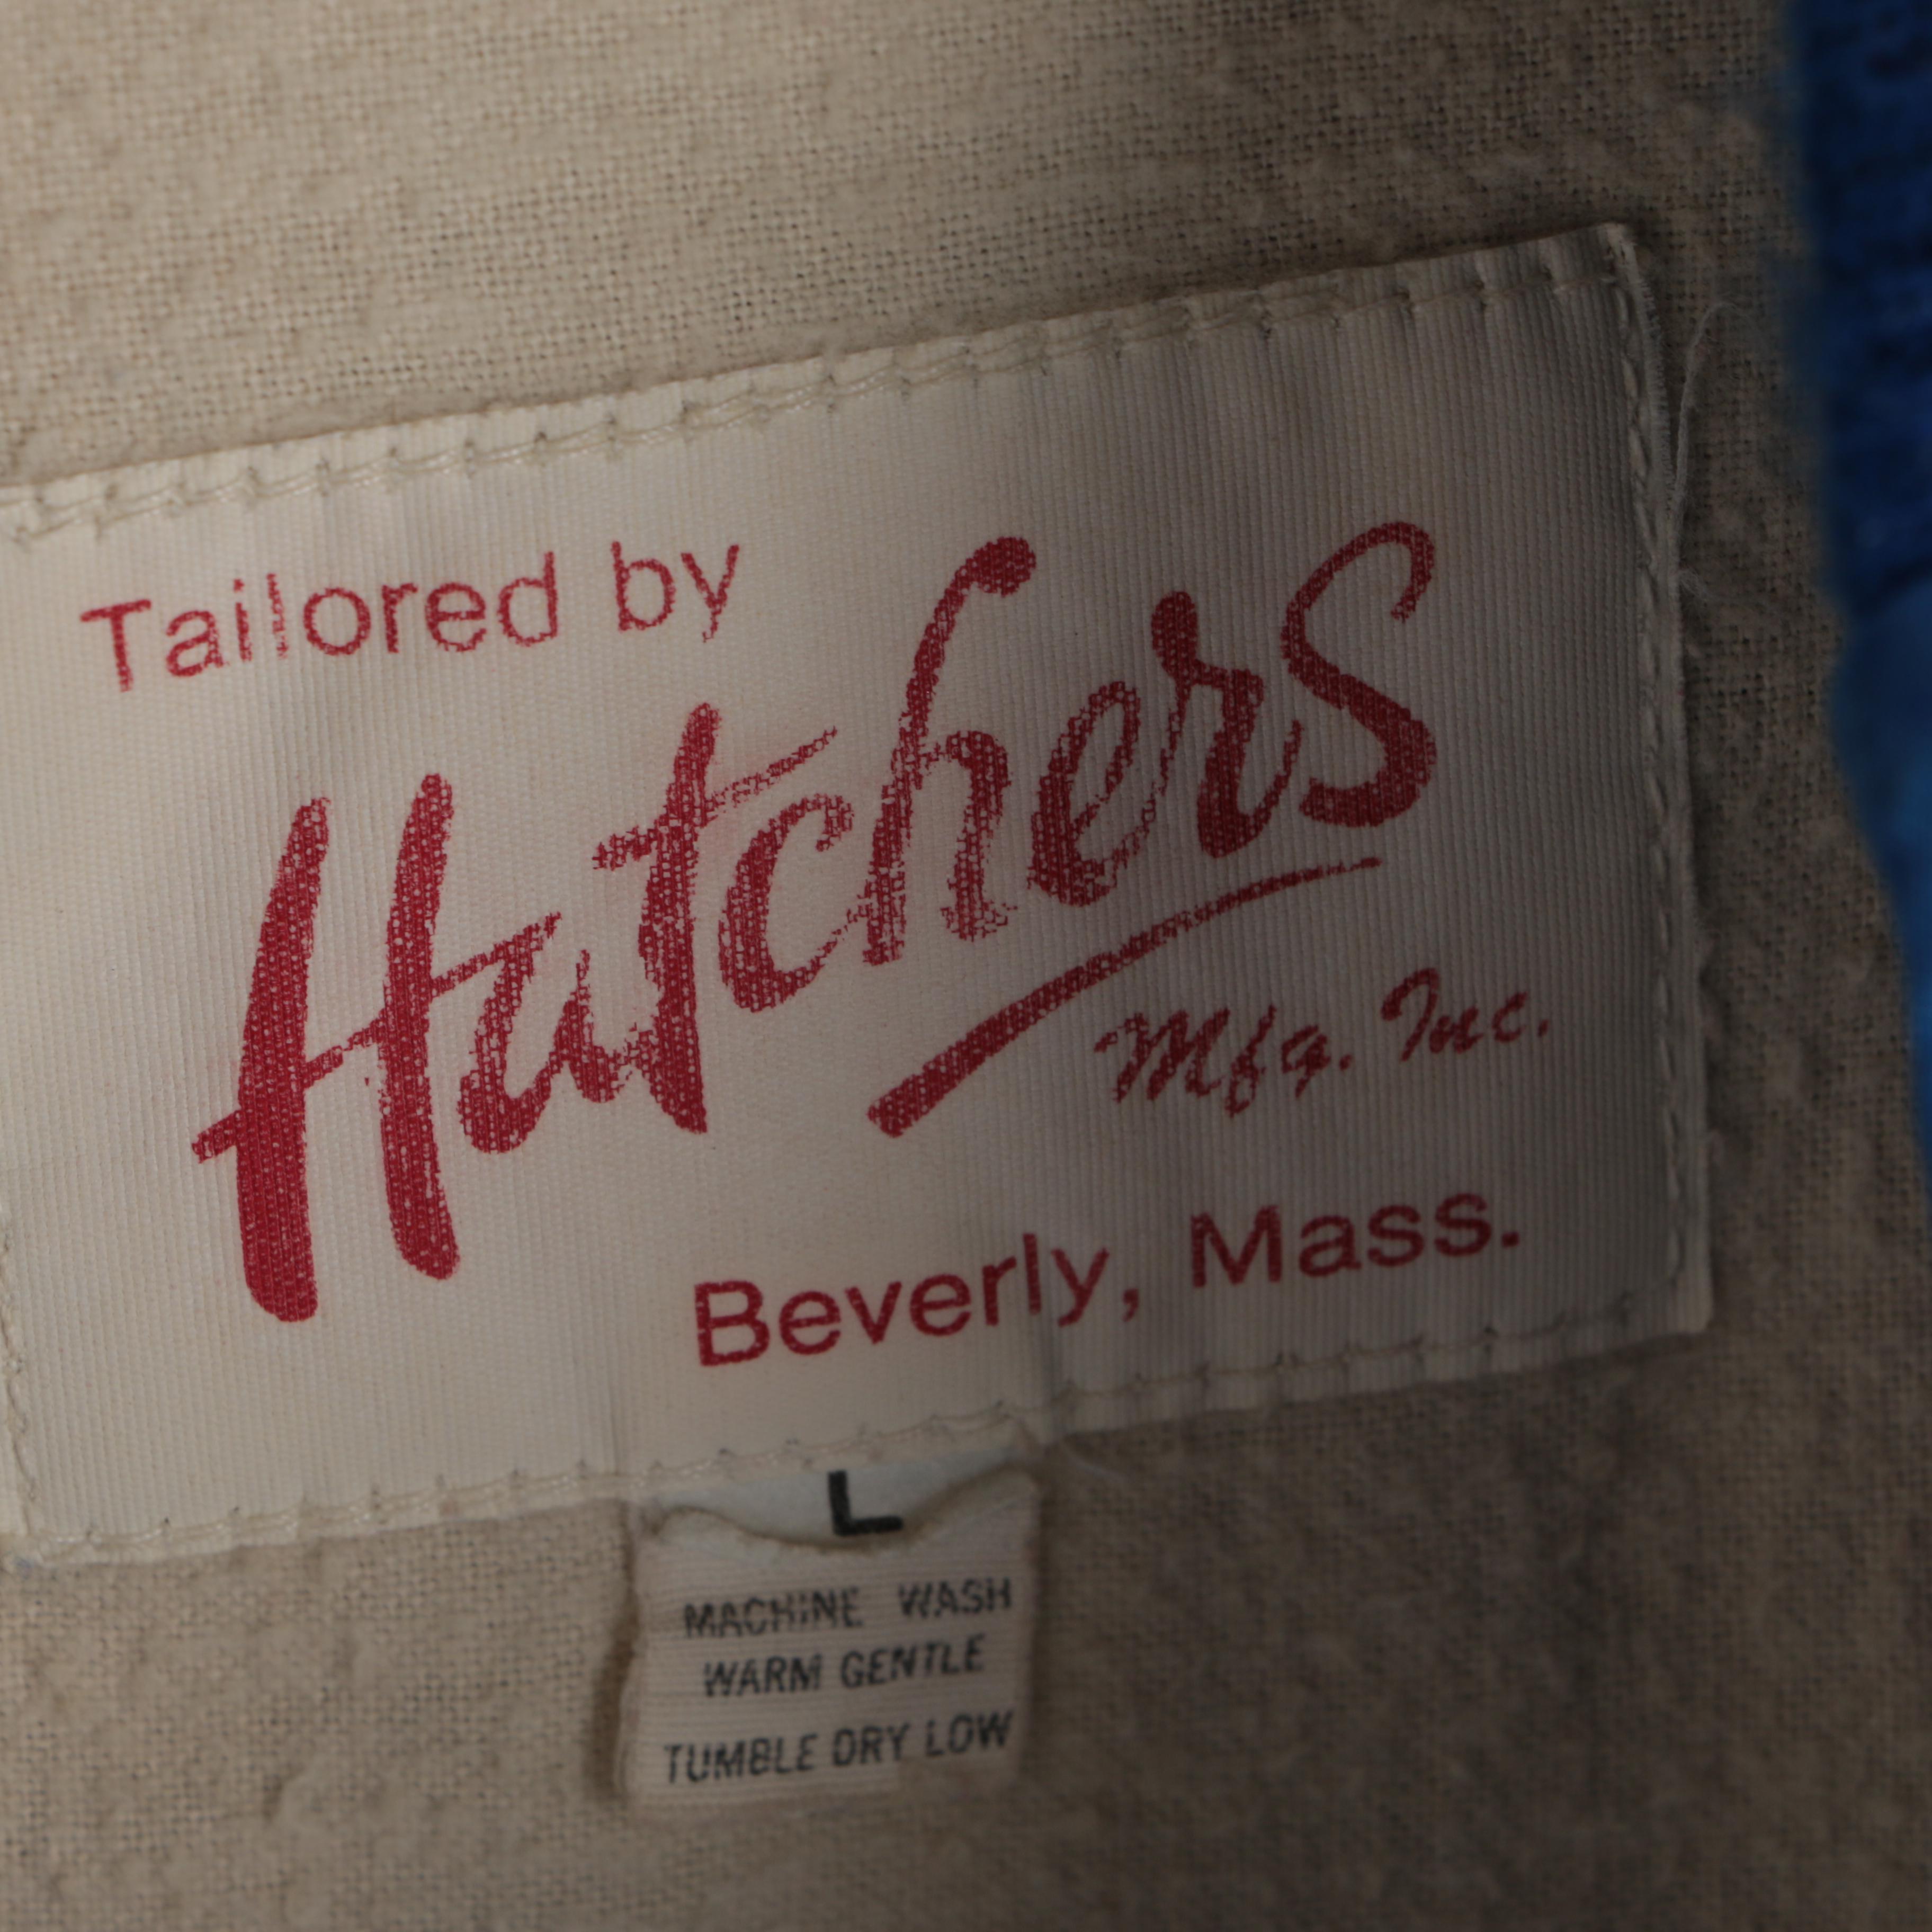 Tailored by
Hatchers
Mfg. Inc.
Beverly, Mass.
L
MACHINE WASH
WARM GENTLE
TUMBLE DRY LOW